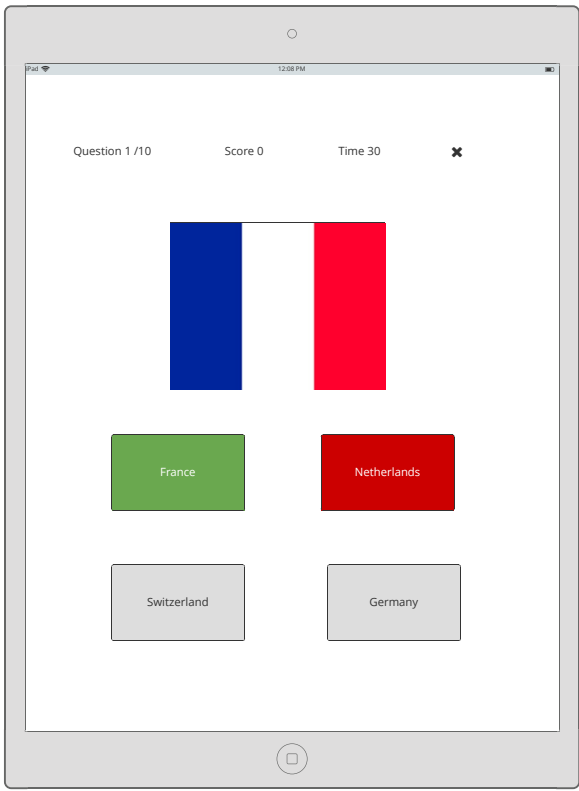 iPad 12:08 PM
Question 1 /10 Score 0 Time 30
France Netherlands
Switzerland Germany